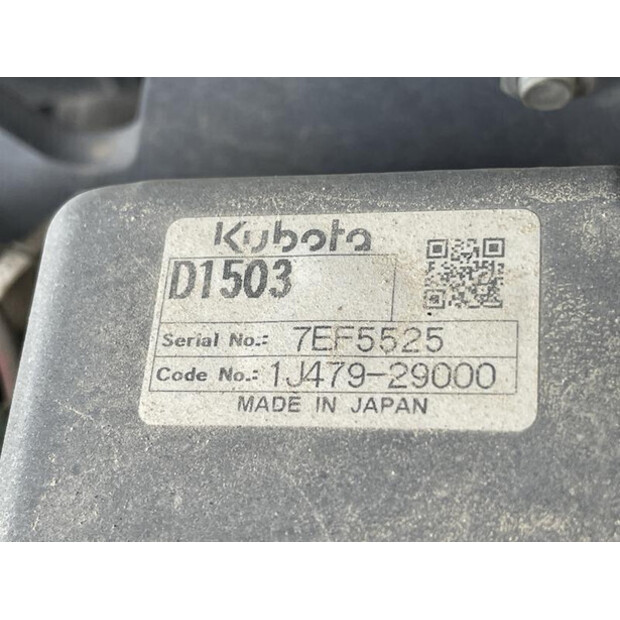 Kubota
D1503
Serial No.: 7EF5525
Code No.: 1J479-29000
MADE IN JAPAN